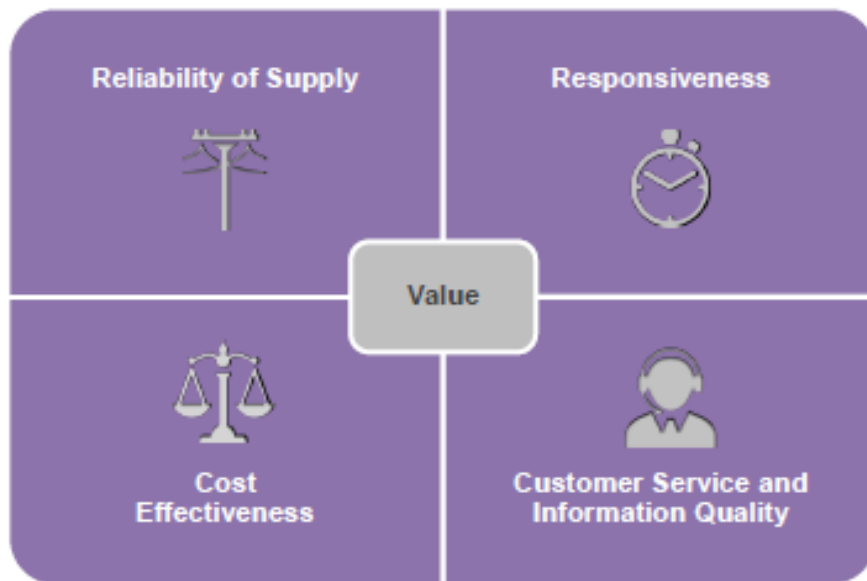 Reliability of Supply
Responsiveness
Value
Cost
Effectiveness
Customer Service and
Information Quality